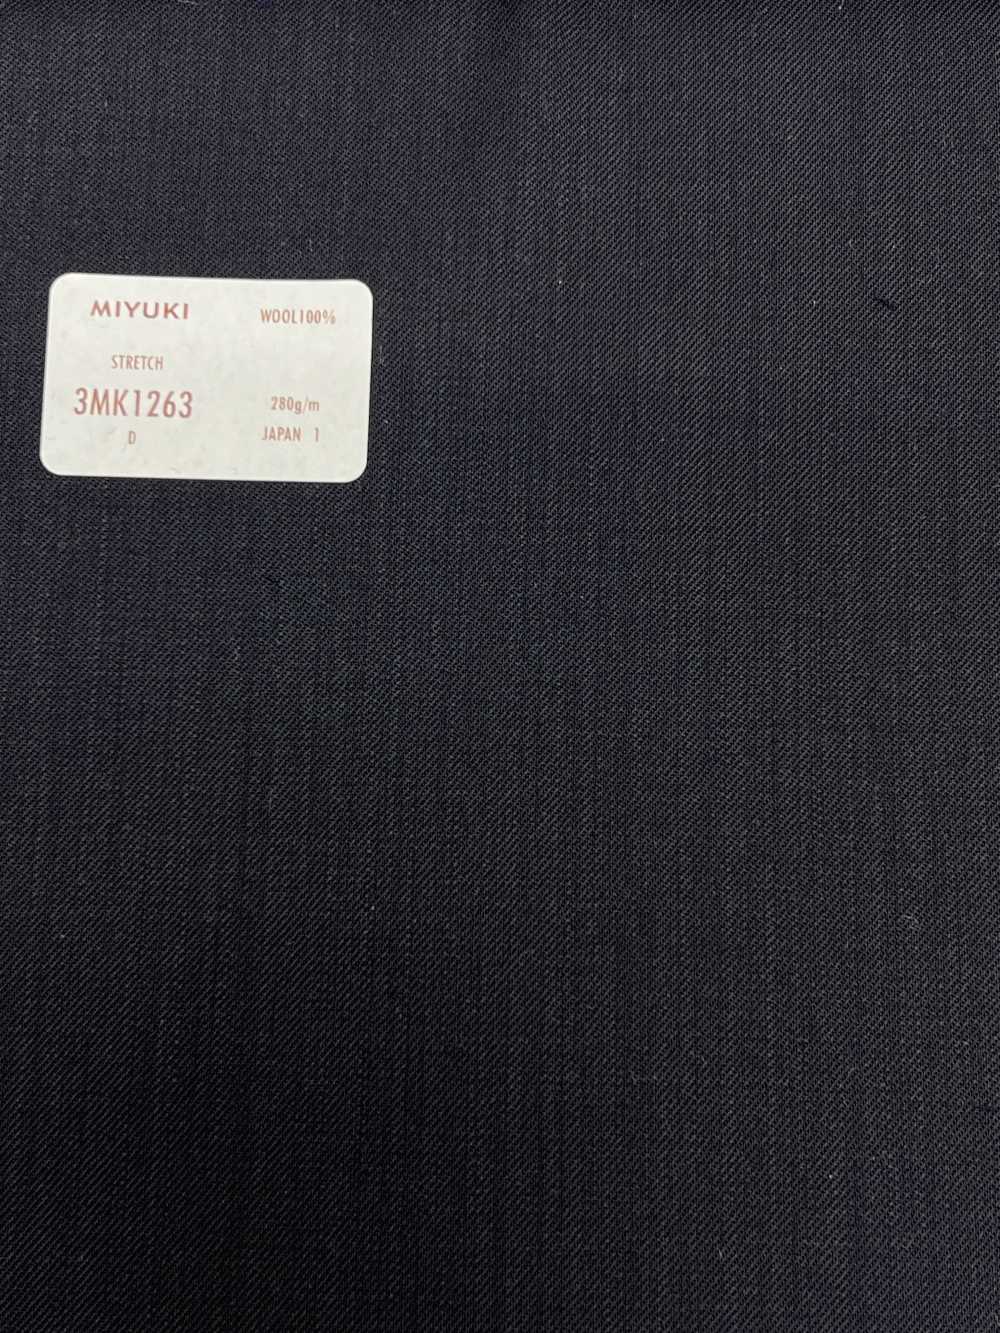 MIYUKI
WOOL100%
STRETCH
3MK1263
280g/m
D
JAPAN 1